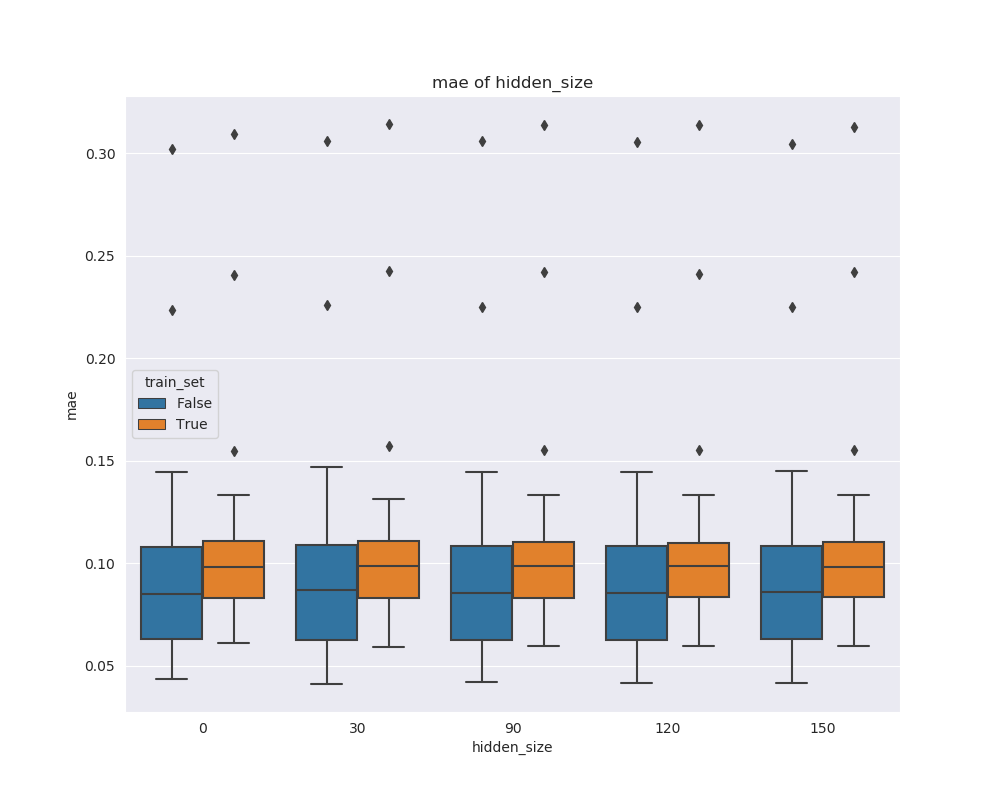 mae of hidden_size
0.30
0.25
0.20
0.15
0.10
0.05
mae
train_set
False
True
0 30 90 120 150
hidden_size